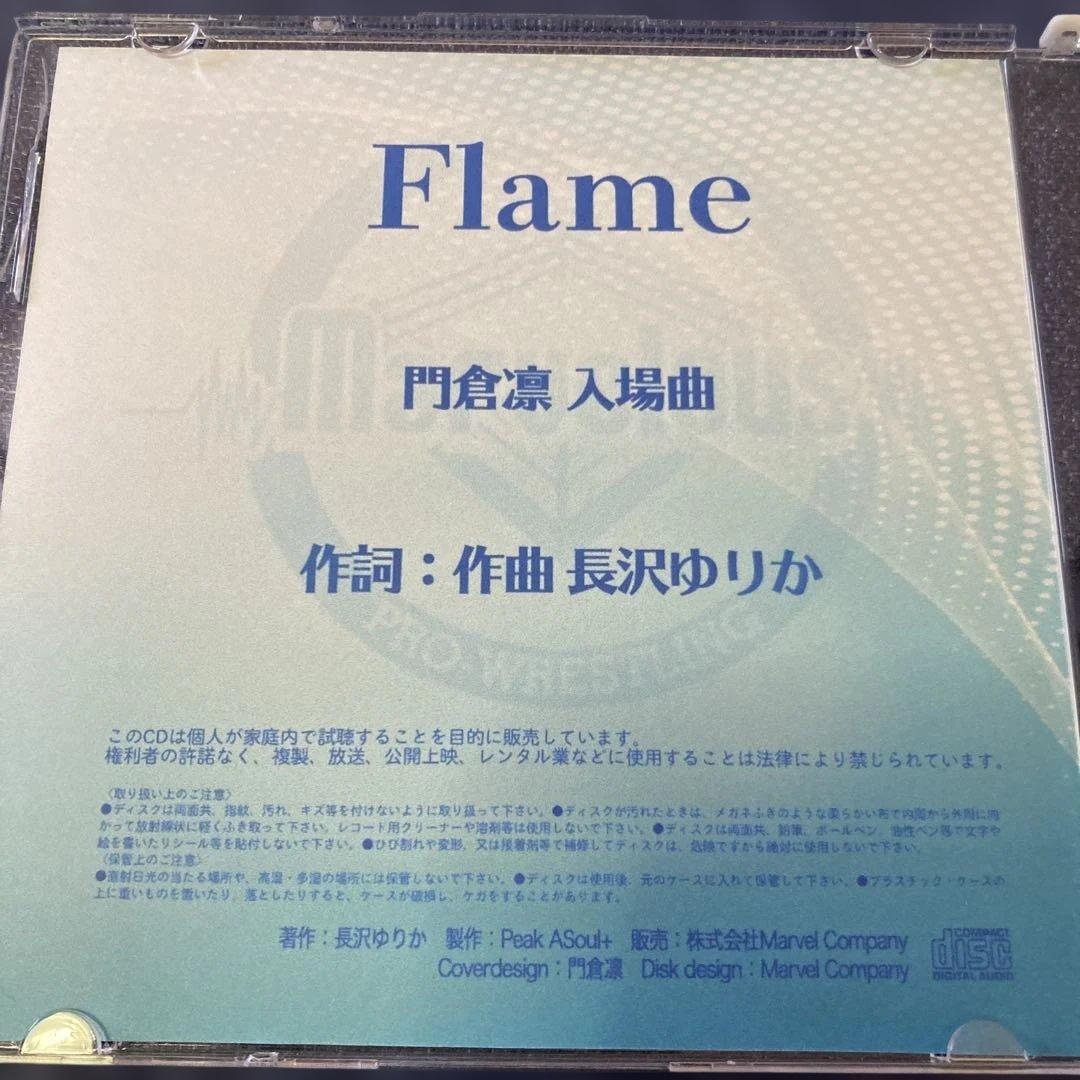 Flame
Marvelous
門倉凛 入場曲
作詞：作曲 長沢ゆりか
PRO-WRESTLING
このCDは個人が家庭内で試聴することを目的に販売しています。
権利者の許諾なく、複製、放送、公開上映、レンタル業などに使用することは法律により禁じられています。
〈取り扱い上のご注意〉
●ディスクは両面共、指紋、汚れ、キズ等を付けないように取り扱って下さい。●ディスクが汚れたときは、メガネふきのような柔らかい布で内周から外周に向
かって放射線状に軽くふき取って下さい。レコード用クリーナーや溶剤等は使用しないで下さい。●ディスクは両面共、鉛筆、ボールペン、油性ペン等で文字や
絵を書いたりシール等を貼付しないで下さい。●ひび割れや変形、又は接着剤等で補修してディスクは、危険ですから絶対に使用しないで下さい。
〈保管上のご注意〉
●直射日光の当たる場所や、高温・多湿の場所には保管しないで下さい。●ディスクは使用後、元のケースに入れて保管して下さい。●プラスチック・ケースの
上に重いものを置いたり、落としたりすると、ケースが破損し、ケガをすることがあります。
著作：長沢ゆりか 製作：Peak ASoul+ 販売：株式会社Marvel Company
Coverdesign：門倉凛 Disk design：Marvel Company
COMPACT
disc
DIGITAL AUDIO